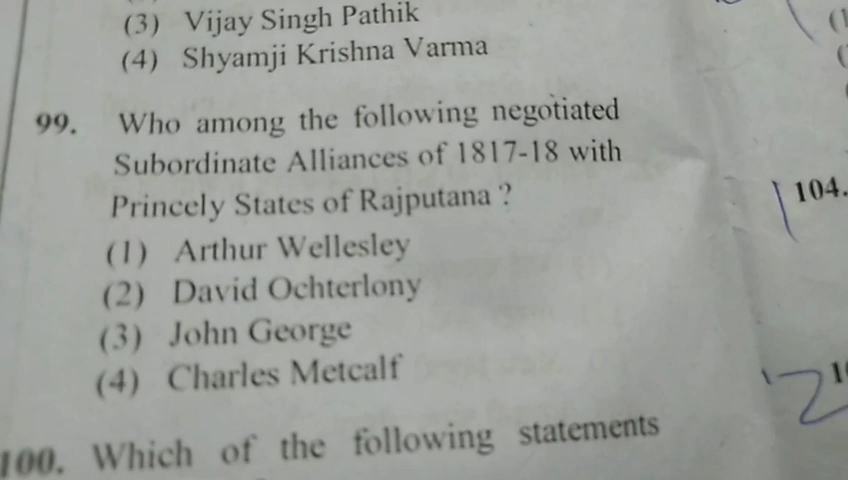 (3) Vijay Singh Pathik
(4) Shyamji Krishna Varma
99. Who among the following negotiated
Subordinate Alliances of 1817-18 with
Princely States of Rajputana ?
(1) Arthur Wellesley
(2) David Ochterlony
(3) John George
(4) Charles Metcalf
100. Which of the following statements
104.